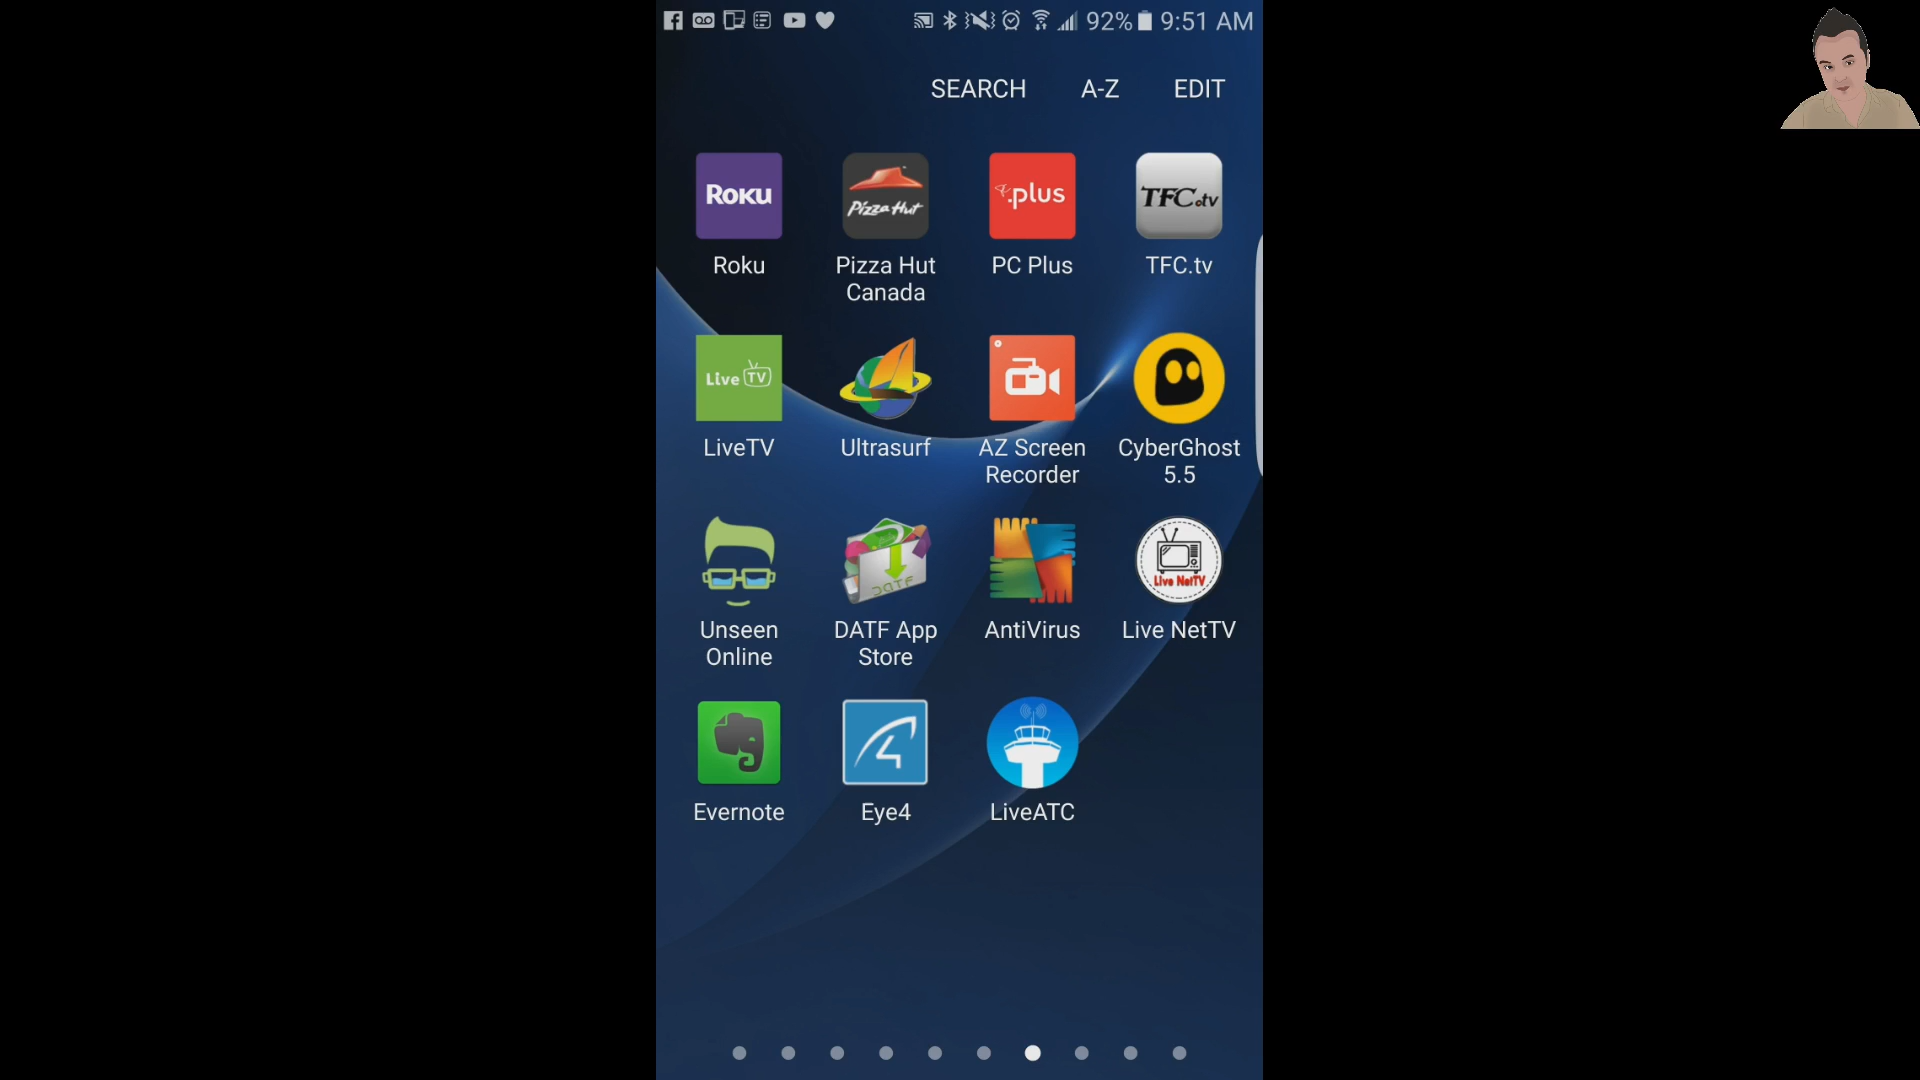 92% 9:51 AM
SEARCH A-Z EDIT
Roku
Pizza Hut
.plus
TFC.tv
Roku
Pizza Hut
Canada
PC Plus
TFC.tv
Live TV
LiveTV
Ultrasurf
AZ Screen
Recorder
CyberGhost
5.5
DATF
Live NetTV
Unseen
Online
DATF App
Store
AntiVirus
Live NetTV
4
Evernote
Eye4
LiveATC